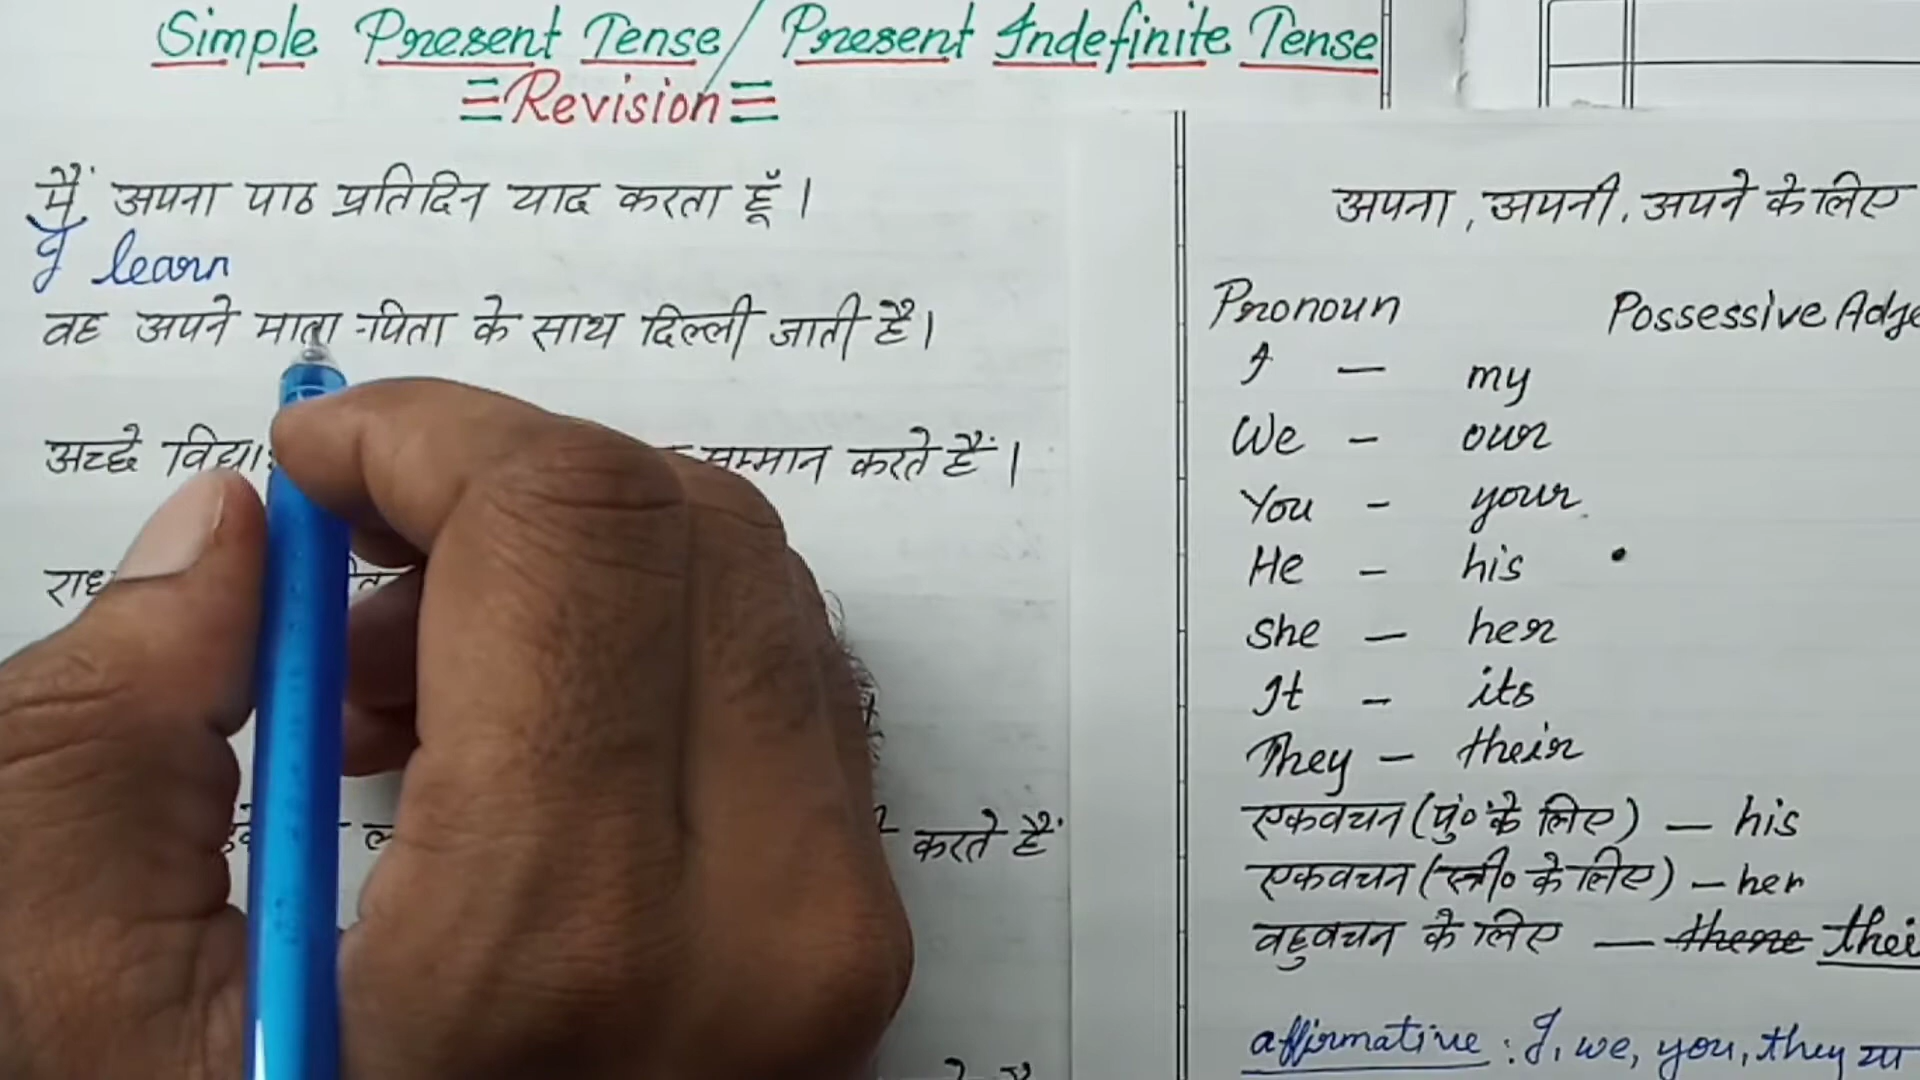 Simple Present Tense/ Present Indefinite Tense
Revision
मैं अपना पाठ प्रतिदिन याद करता हूँ।
I learn
वह अपने माता-पिता के साथ दिल्ली जाती है।
अच्छे सम्मान करते हैं।
करते हैं
अपना, अपनी, अपने के लिए
Pronoun Possessive
I — my
We - our
You - your
He - his
She — her
It - its
They - their
एकवचन (पुं० के लिए) — his
एकवचन (स्त्री० के लिए) — her
वहुवचन के लिए — there thei
affirmative : I, we, you, they या